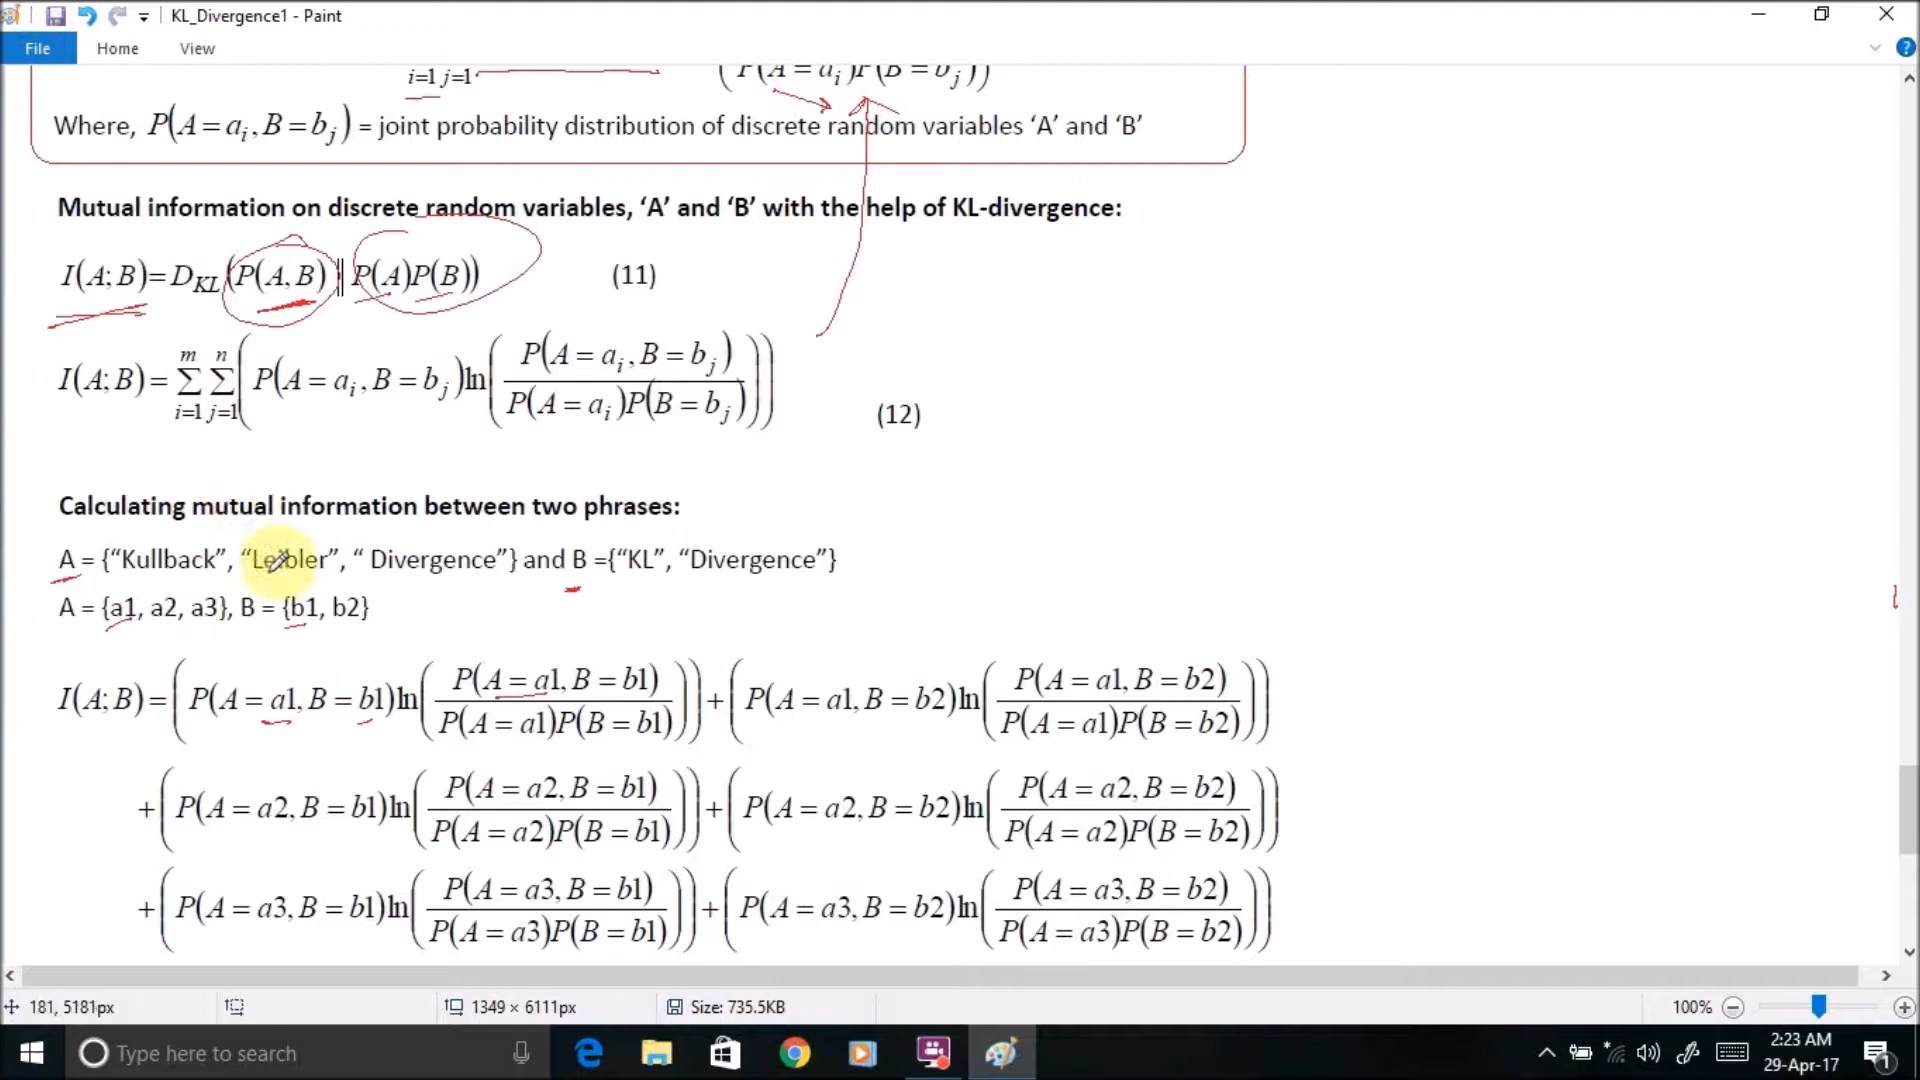 KL_Divergence1 - Paint
File Home View
i=1 j=1 (P(A = a_i)P(B = b_j))
Where, P(A = a_i, B = b_j) = joint probability distribution of discrete random variables ‘A’ and ‘B’
Mutual information on discrete random variables, ‘A’ and ‘B’ with the help of KL-divergence:
I(A; B) = D_KL(P(A, B) || P(A)P(B)) (11)
I(A; B) = Σ_{i=1}^{m} Σ_{j=1}^{n} (P(A = a_i, B = b_j) ln(P(A = a_i, B = b_j) / P(A = a_i)P(B = b_j))) (12)
Calculating mutual information between two phrases:
A = {“Kullback”, “Leibler”, “ Divergence”} and B ={“KL”, “Divergence”}
A = {a1, a2, a3}, B = {b1, b2}
I(A; B) = (P(A = a1, B = b1) ln(P(A = a1, B = b1) / P(A = a1)P(B = b1))) + (P(A = a1, B = b2) ln(P(A = a1, B = b2) / P(A = a1)P(B = b2)))
+ (P(A = a2, B = b1) ln(P(A = a2, B = b1) / P(A = a2)P(B = b1))) + (P(A = a2, B = b2) ln(P(A = a2, B = b2) / P(A = a2)P(B = b2)))
+ (P(A = a3, B = b1) ln(P(A = a3, B = b1) / P(A = a3)P(B = b1))) + (P(A = a3, B = b2) ln(P(A = a3, B = b2) / P(A = a3)P(B = b2)))
181, 5181px 1349 × 6111px Size: 735.5KB 100%
Type here to search
2:23 AM
29-Apr-17
1